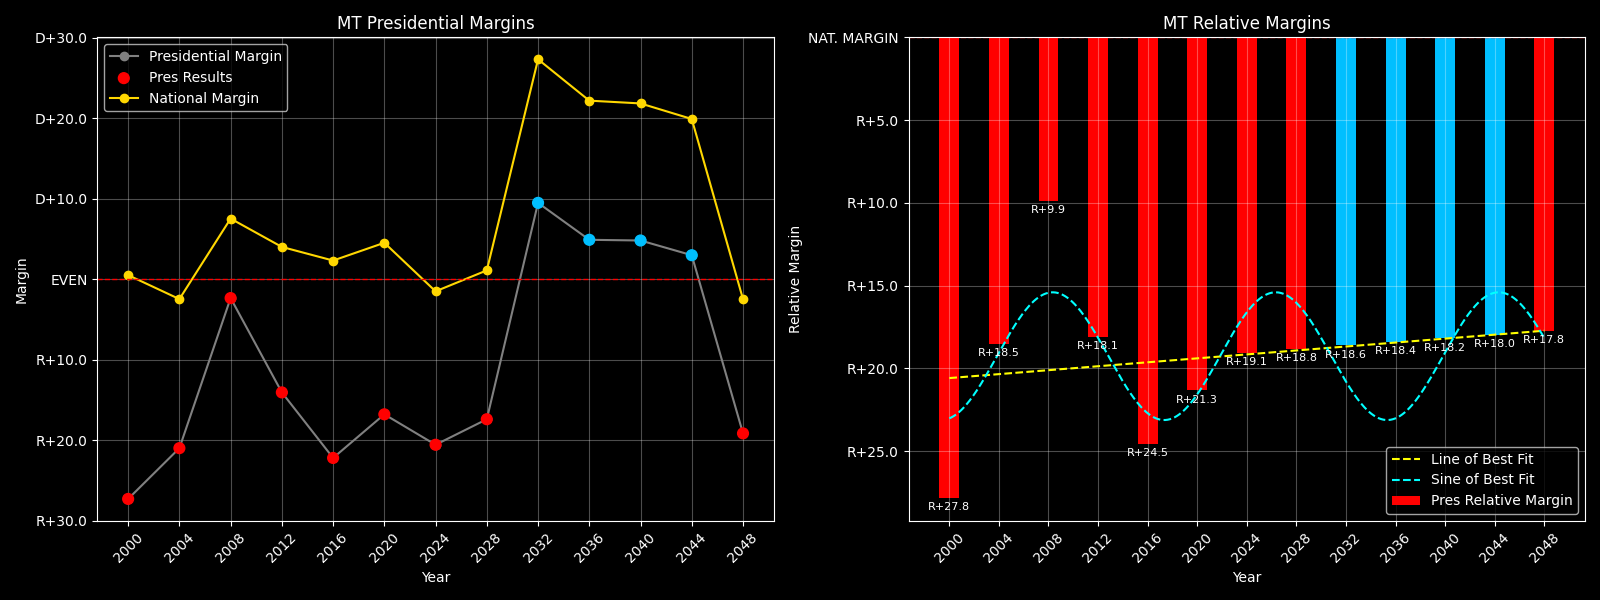 MT Presidential Margins
D+30.0
D+20.0
D+10.0
EVEN
R+10.0
R+20.0
R+30.0
Margin
Presidential Margin
Pres Results
National Margin
2000 2004 2008 2012 2016 2020 2024 2028 2032 2036 2040 2044 2048
Year
MT Relative Margins
NAT. MARGIN
R+5.0
R+10.0
R+15.0
R+20.0
R+25.0
Relative Margin
R+27.8 R+18.5 R+9.9 R+18.1 R+24.5 R+21.3 R+19.1 R+18.8 R+18.6 R+18.4 R+18.2 R+18.0 R+17.8
Line of Best Fit
Sine of Best Fit
Pres Relative Margin
2000 2004 2008 2012 2016 2020 2024 2028 2032 2036 2040 2044 2048
Year